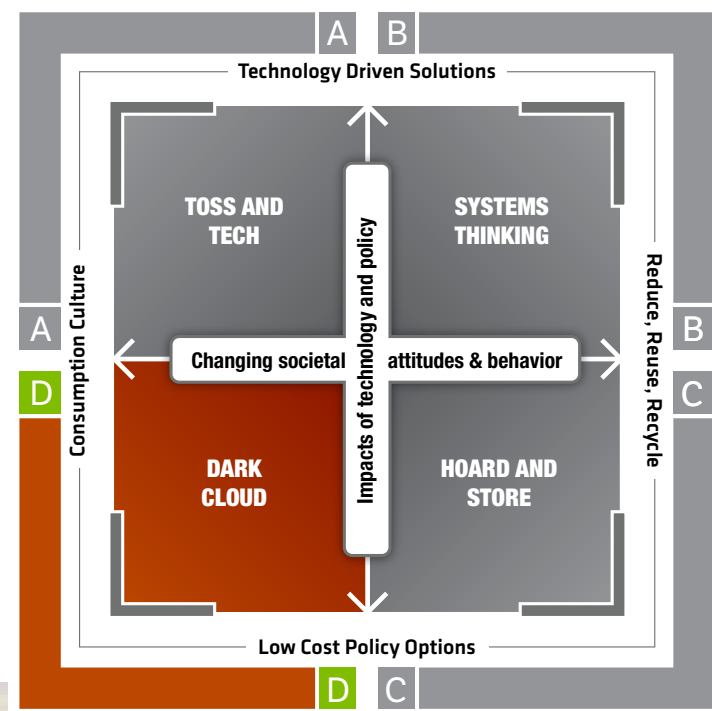 A
B
Technology Driven Solutions
TOSS AND
TECH
SYSTEMS
THINKING
Consumption Culture
Reduce, Reuse, Recycle
A
B
Impacts of technology and policy
Changing societal attitudes & behavior
D
C
DARK
CLOUD
HOARD AND
STORE
Low Cost Policy Options
D
C